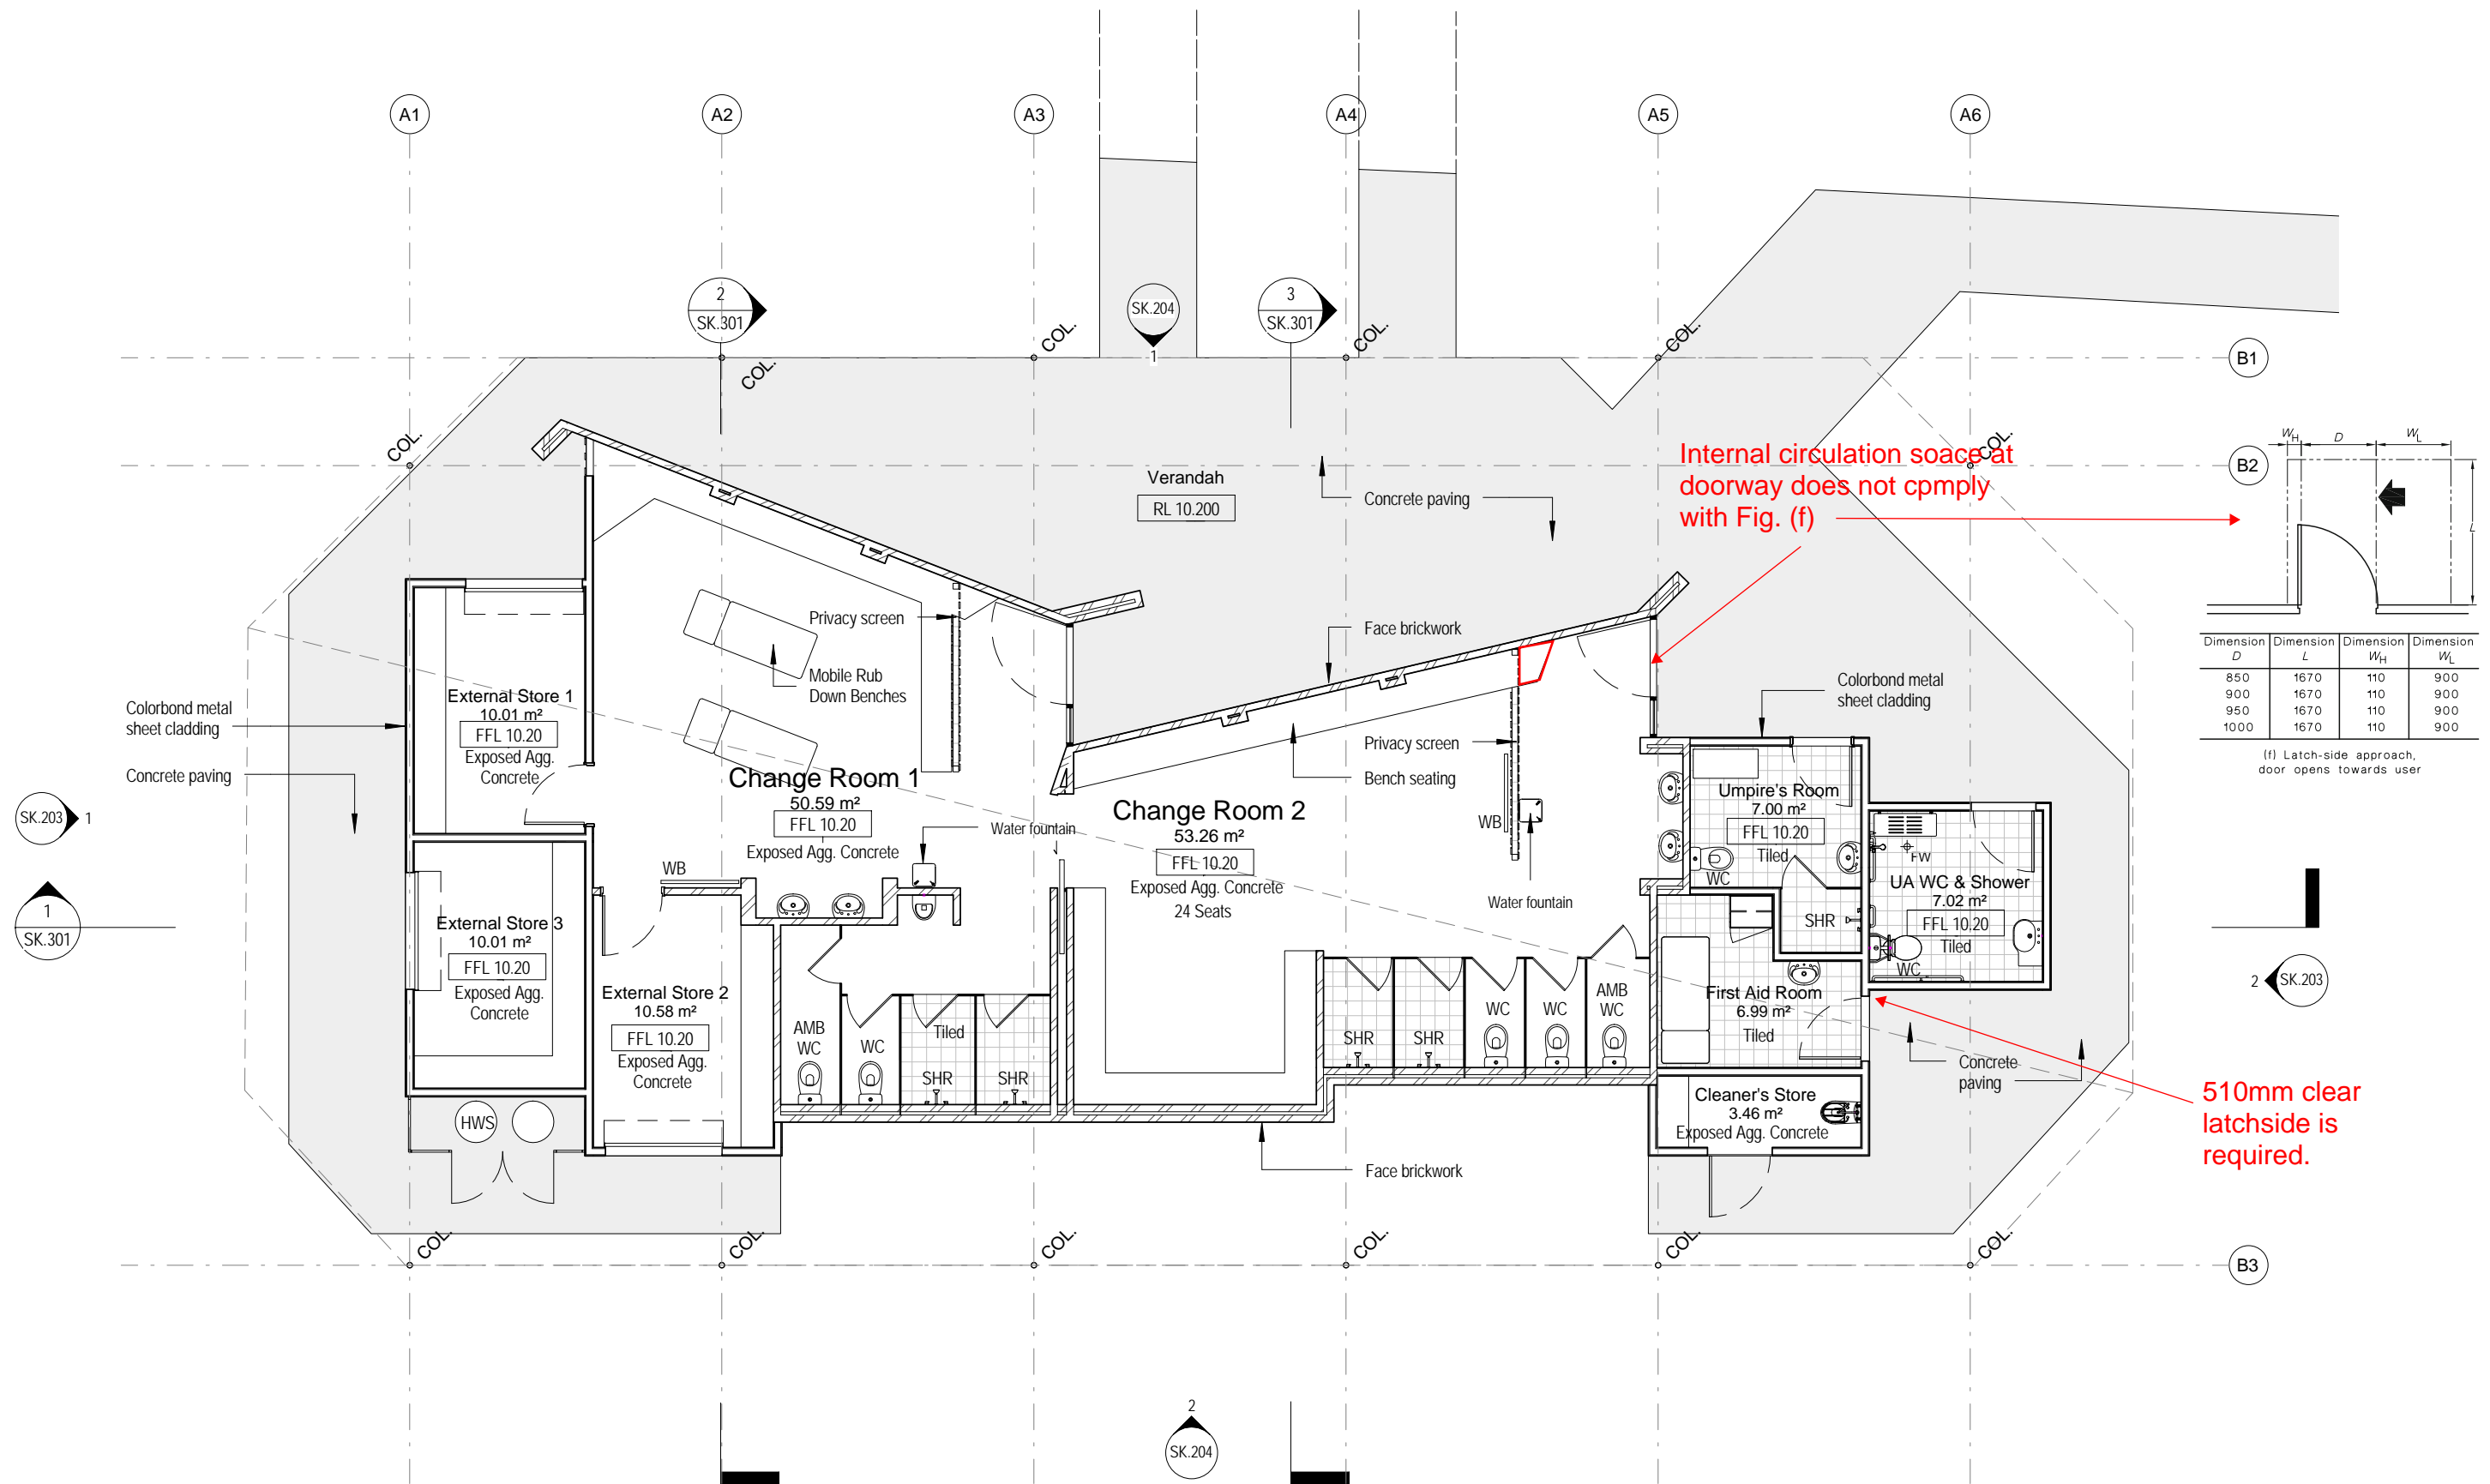 A1
A2
A3
A4
A5
A6
2
SK.301
SK.204
1
3
SK.301
COL.
COL.
COL.
COL.
B1
COL.
COL.
B2
Internal circulation soace at
doorway does not cpmply
with Fig. (f)
W H
D
W L
L
Verandah
RL 10.200
Concrete paving
Privacy screen
Face brickwork
Mobile Rub
Down Benches
Dimension D
Dimension L
Dimension W H
Dimension W L
850 1670 110 900
900 1670 110 900
950 1670 110 900
1000 1670 110 900
(f) Latch-side approach,
door opens towards user
Colorbond metal
sheet cladding
Concrete paving
External Store 1
10.01 m²
FFL 10.20
Exposed Agg.
Concrete
Colorbond metal
sheet cladding
Privacy screen
Bench seating
Change Room 1
50.59 m²
FFL 10.20
Exposed Agg. Concrete
Water fountain
Change Room 2
53.26 m²
FFL 10.20
Exposed Agg. Concrete
24 Seats
WB
Water fountain
Umpire's Room
7.00 m²
FFL 10.20
Tiled
WC
SHR
FW
UA WC & Shower
7.02 m²
FFL 10.20
Tiled
WC
SK.203
1
1
SK.301
WB
External Store 3
10.01 m²
FFL 10.20
Exposed Agg.
Concrete
External Store 2
10.58 m²
FFL 10.20
Exposed Agg.
Concrete
AMB
WC
WC
Tiled
SHR
SHR
SHR
SHR
WC
WC
AMB
WC
First Aid Room
6.99 m²
Tiled
2
SK.203
Concrete
paving
510mm clear
latchside is
required.
HWS
Cleaner's Store
3.46 m²
Exposed Agg. Concrete
Face brickwork
COL.
COL.
COL.
COL.
COL.
COL.
B3
2
SK.204